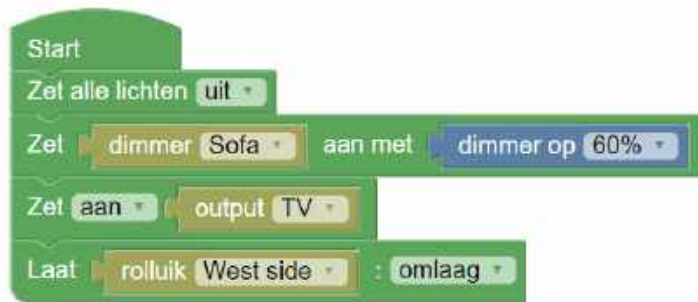 Start
Zet alle lichten uit
Zet dimmer Sofa aan met dimmer op 60%
Zet aan output TV
Laat rolluik West side : omlaag